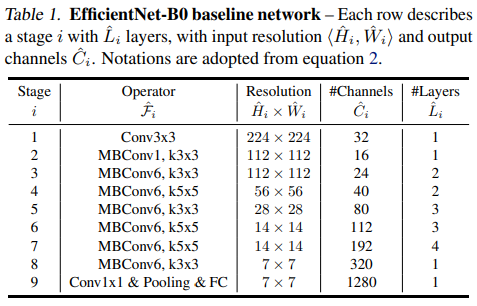 Table 1. EfficientNet-B0 baseline network – Each row describes
a stage i with L̂ᵢ layers, with input resolution ⟨Ĥᵢ, Ŵᵢ⟩ and output
channels Ĉᵢ. Notations are adopted from equation 2.
Stage Operator Resolution #Channels #Layers
i F̂ᵢ Ĥᵢ × Ŵᵢ Ĉᵢ L̂ᵢ
1 Conv3x3 224 × 224 32 1
2 MBConv1, k3x3 112 × 112 16 1
3 MBConv6, k3x3 112 × 112 24 2
4 MBConv6, k5x5 56 × 56 40 2
5 MBConv6, k3x3 28 × 28 80 3
6 MBConv6, k5x5 14 × 14 112 3
7 MBConv6, k5x5 14 × 14 192 4
8 MBConv6, k3x3 7 × 7 320 1
9 Conv1x1 & Pooling & FC 7 × 7 1280 1